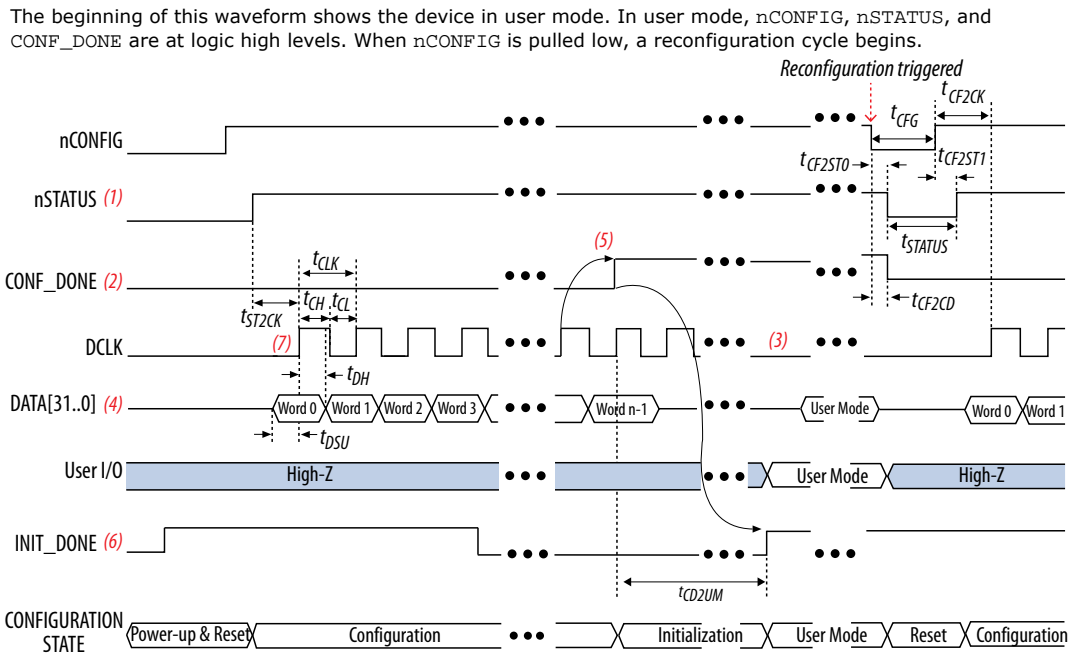 The beginning of this waveform shows the device in user mode. In user mode, nCONFIG, nSTATUS, and
CONF_DONE are at logic high levels. When nCONFIG is pulled low, a reconfiguration cycle begins.
Reconfiguration triggered
tCF2CK
tCFG
nCONFIG
tCF2ST0
tCF2ST1
nSTATUS (1)
tSTATUS
(5)
tCLK
CONF_DONE (2)
tCH
tCL
tST2CK
tCF2CD
DCLK
(7)
(3)
tDH
DATA[31..0] (4)
Word 0
Word 1
Word 2
Word 3
Word n-1
User Mode
Word 0
Word 1
tDSU
User I/O
High-Z
User Mode
High-Z
INIT_DONE (6)
tCD2UM
CONFIGURATION
STATE
Power-up & Reset
Configuration
Initialization
User Mode
Reset
Configuration